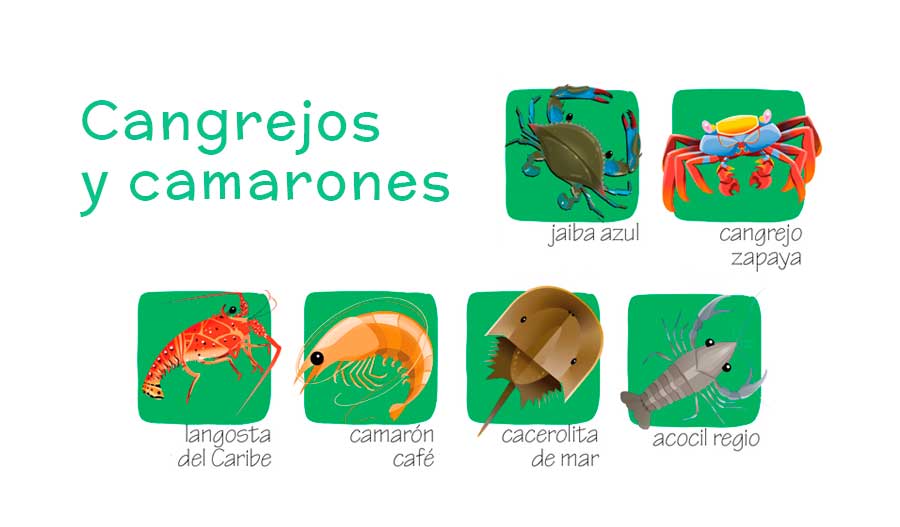 Cangrejos
y camarones
jaiba azul
cangrejo
zapaya
langosta
del Caribe
camarón
café
cacerolita
de mar
acocil regio